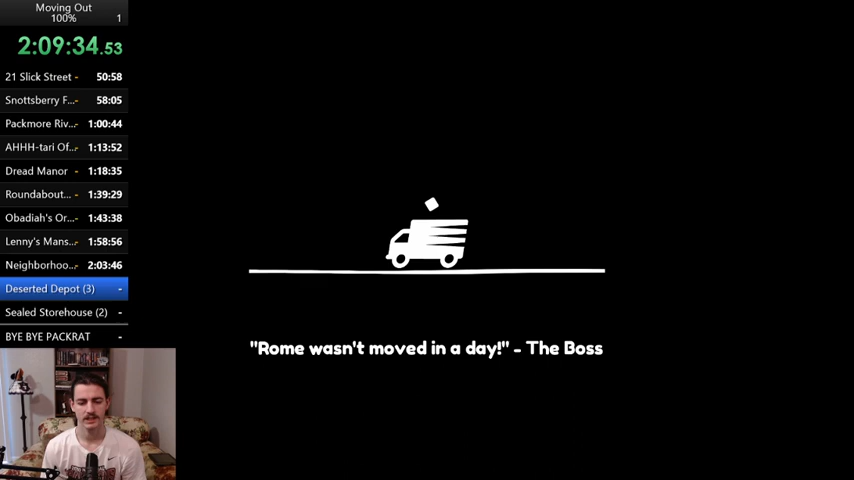 Moving Out
100% 1
2:09:34.53
21 Slick Street - 50:58
Snottsberry F...- 58:05
Packmore Riv...- 1:00:44
AHHH-tari Of...- 1:13:52
Dread Manor - 1:18:35
Roundabout... - 1:39:29
Obadiah's Or...- 1:43:38
Lenny's Mans...- 1:58:56
Neighborhoo...- 2:03:46
Deserted Depot (3) -
Sealed Storehouse (2) -
BYE BYE PACKRAT -
"Rome wasn't moved in a day!" - The Boss